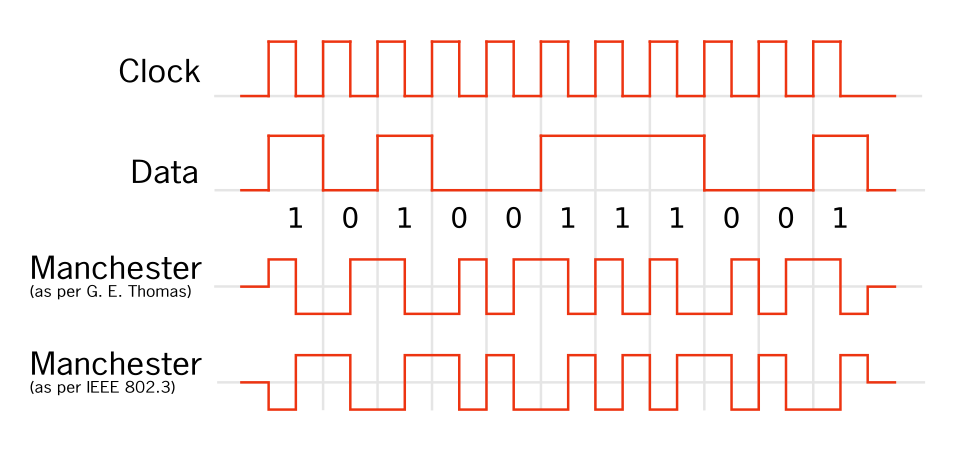 Clock
Data
1 0 1 0 0 1 1 1 0 0 1
Manchester
(as per G. E. Thomas)
Manchester
(as per IEEE 802.3)